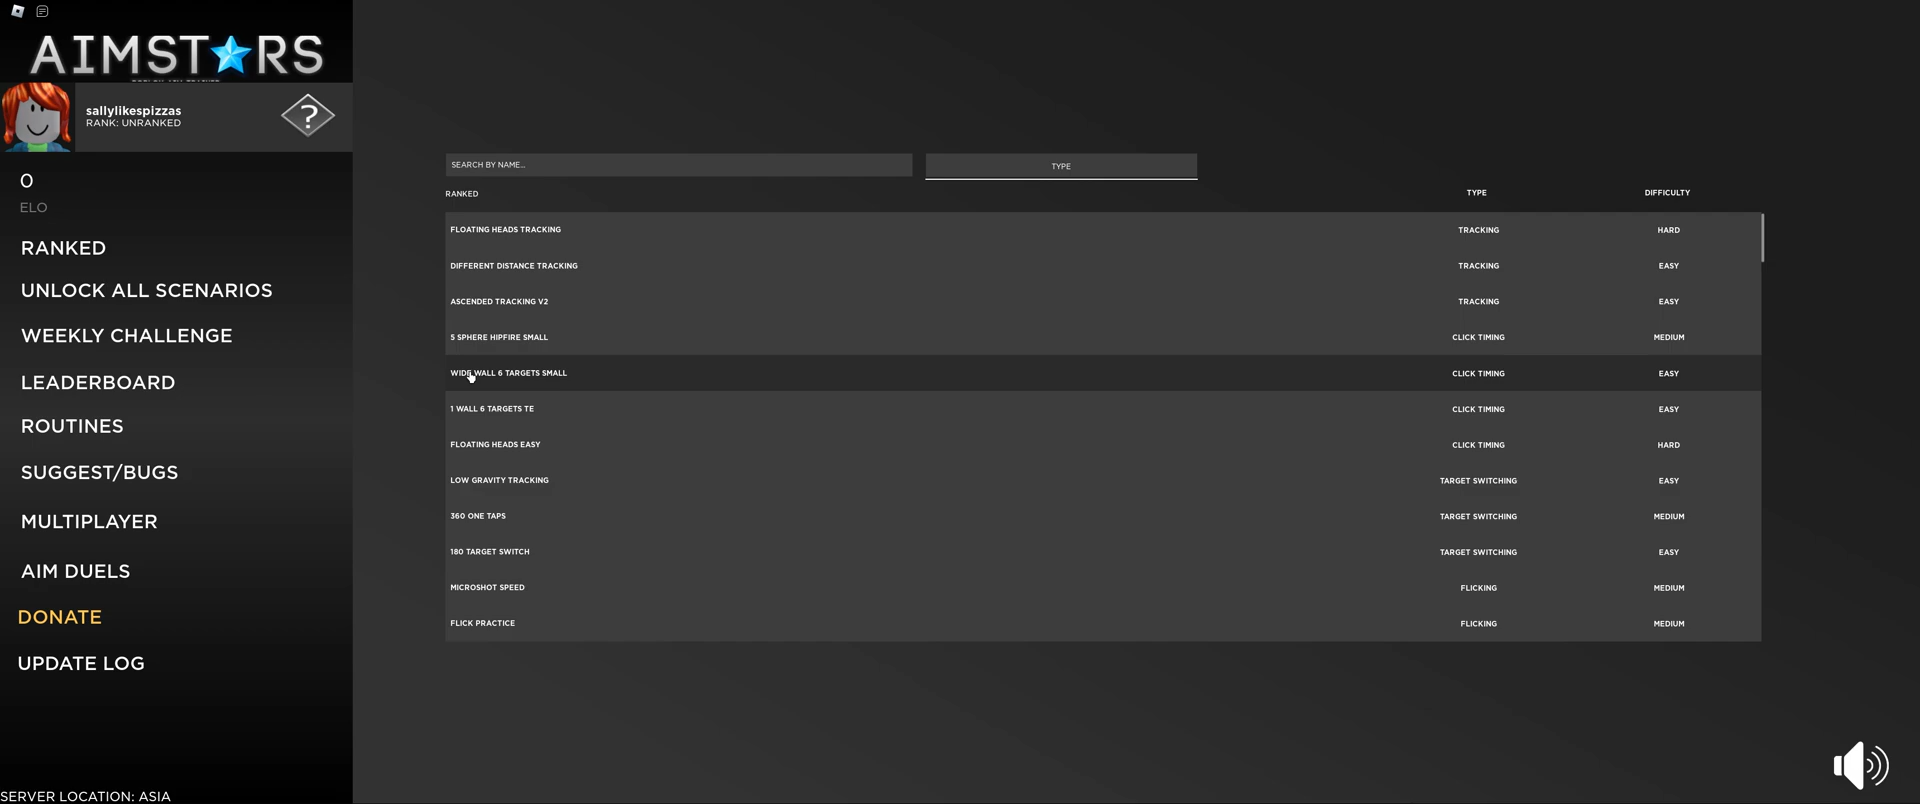 AIMST★RS
sallylikespizzas
RANK: UNRANKED
?
0
ELO
RANKED
UNLOCK ALL SCENARIOS
WEEKLY CHALLENGE
LEADERBOARD
ROUTINES
SUGGEST/BUGS
MULTIPLAYER
AIM DUELS
DONATE
UPDATE LOG
SERVER LOCATION: ASIA
SEARCH BY NAME... TYPE
RANKED TYPE DIFFICULTY
FLOATING HEADS TRACKING TRACKING HARD
DIFFERENT DISTANCE TRACKING TRACKING EASY
ASCENDED TRACKING V2 TRACKING EASY
5 SPHERE HIPFIRE SMALL CLICK TIMING MEDIUM
WIDE WALL 6 TARGETS SMALL CLICK TIMING EASY
1 WALL 6 TARGETS TE CLICK TIMING EASY
FLOATING HEADS EASY CLICK TIMING HARD
LOW GRAVITY TRACKING TARGET SWITCHING EASY
360 ONE TAPS TARGET SWITCHING MEDIUM
180 TARGET SWITCH TARGET SWITCHING EASY
MICROSHOT SPEED FLICKING MEDIUM
FLICK PRACTICE FLICKING MEDIUM